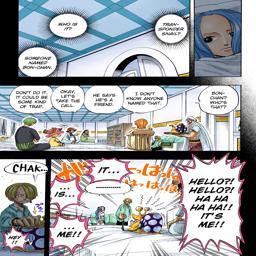 TRAN-
SPONDER
SNAIL?
WHO IS
IT?
SOMEONE
NAMED
BON-CHAN.
BON-
CHAN?
WHO'S
THAT?
I DON'T
KNOW
ANYONE
NAMED THAT.
HE SAYS
HE'S A
FRIEND.
OKAY,
LET'S
TAKE THE
CALL.
DON'T DO
IT. IT
COULD BE
SOME KIND
OF TRAP.
HELLO?!
HELLO?!
HA HA
HA HA
HA!!
IT'S
ME!!
IT...
...IS...
...
ME!!
CHAK...
HEY
!!